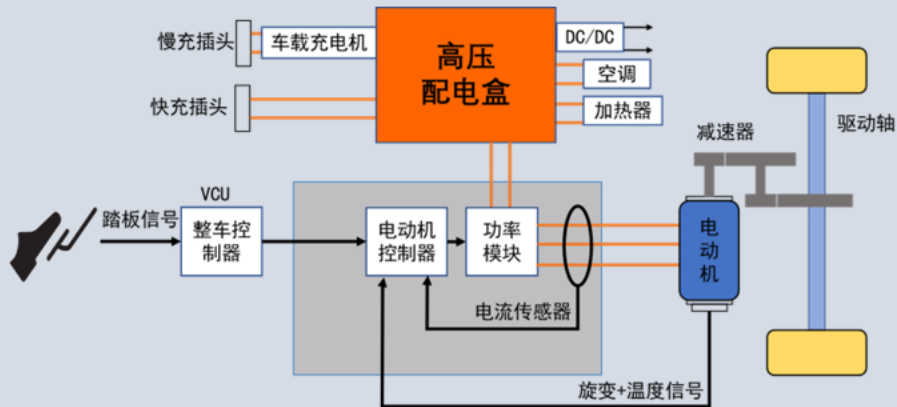 慢充插头
车载充电机
快充插头
高压
配电盒
DC/DC
空调
加热器
减速器
驱动轴
踏板信号
VCU
整车控
制器
电动机
控制器
功率
模块
电
动
机
电流传感器
旋变+温度信号